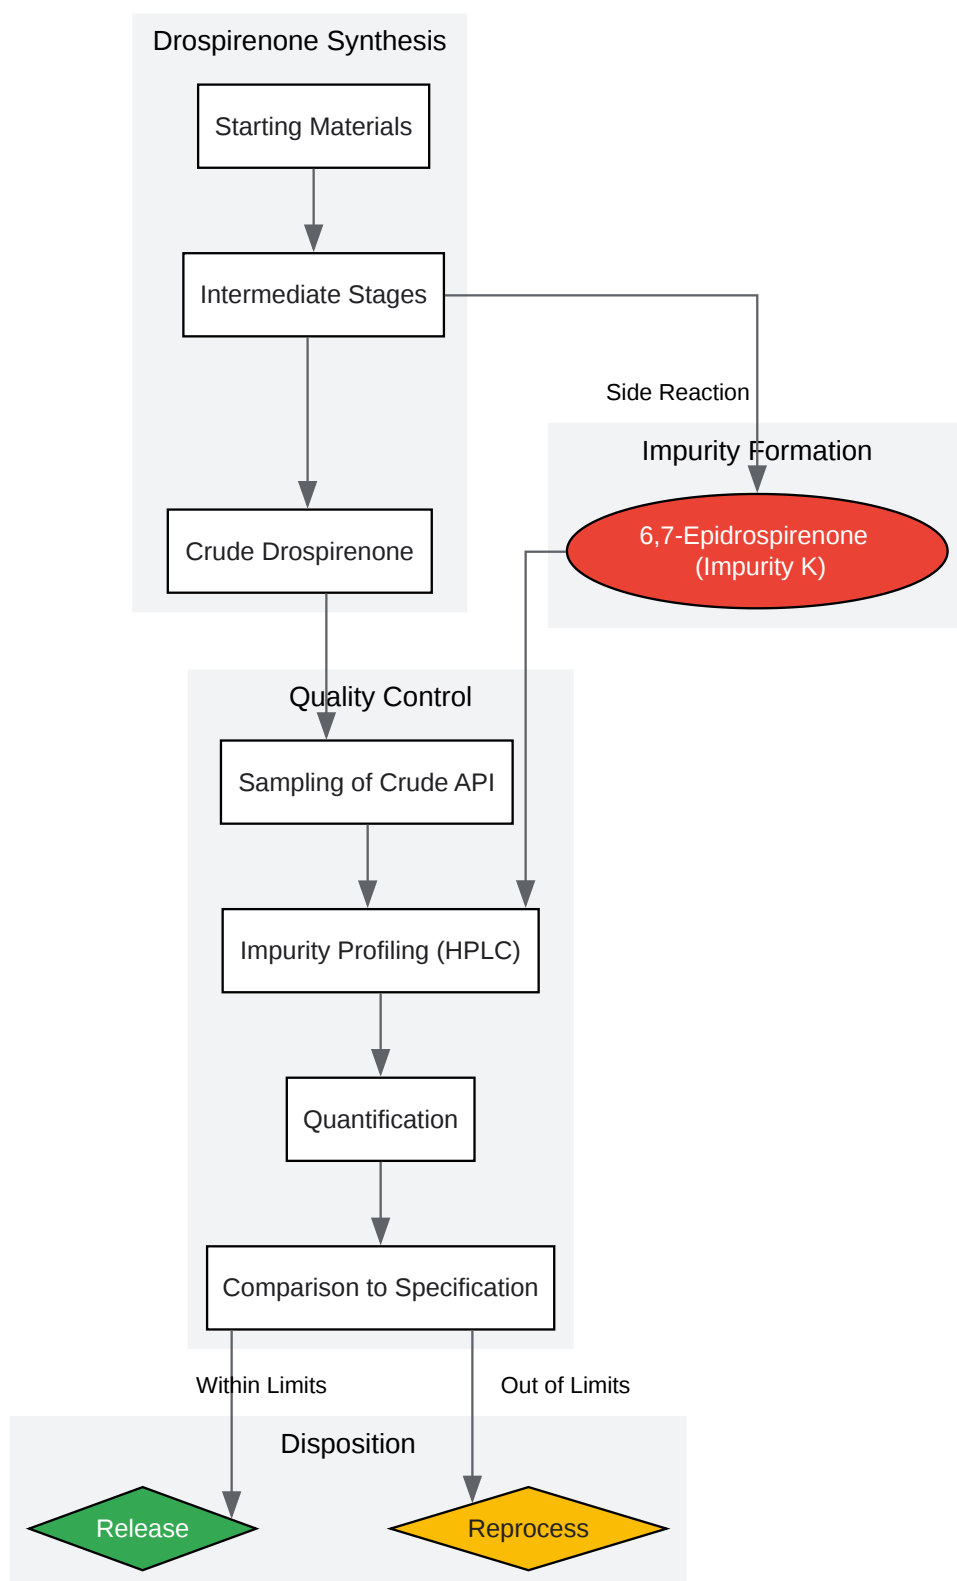 Drospirenone Synthesis
Starting Materials
Intermediate Stages
Side Reaction
Impurity Formation
6,7-Epidrospirenone
(Impurity K)
Crude Drospirenone
Quality Control
Sampling of Crude API
Impurity Profiling (HPLC)
Quantification
Comparison to Specification
Within Limits
Out of Limits
Disposition
Release
Reprocess